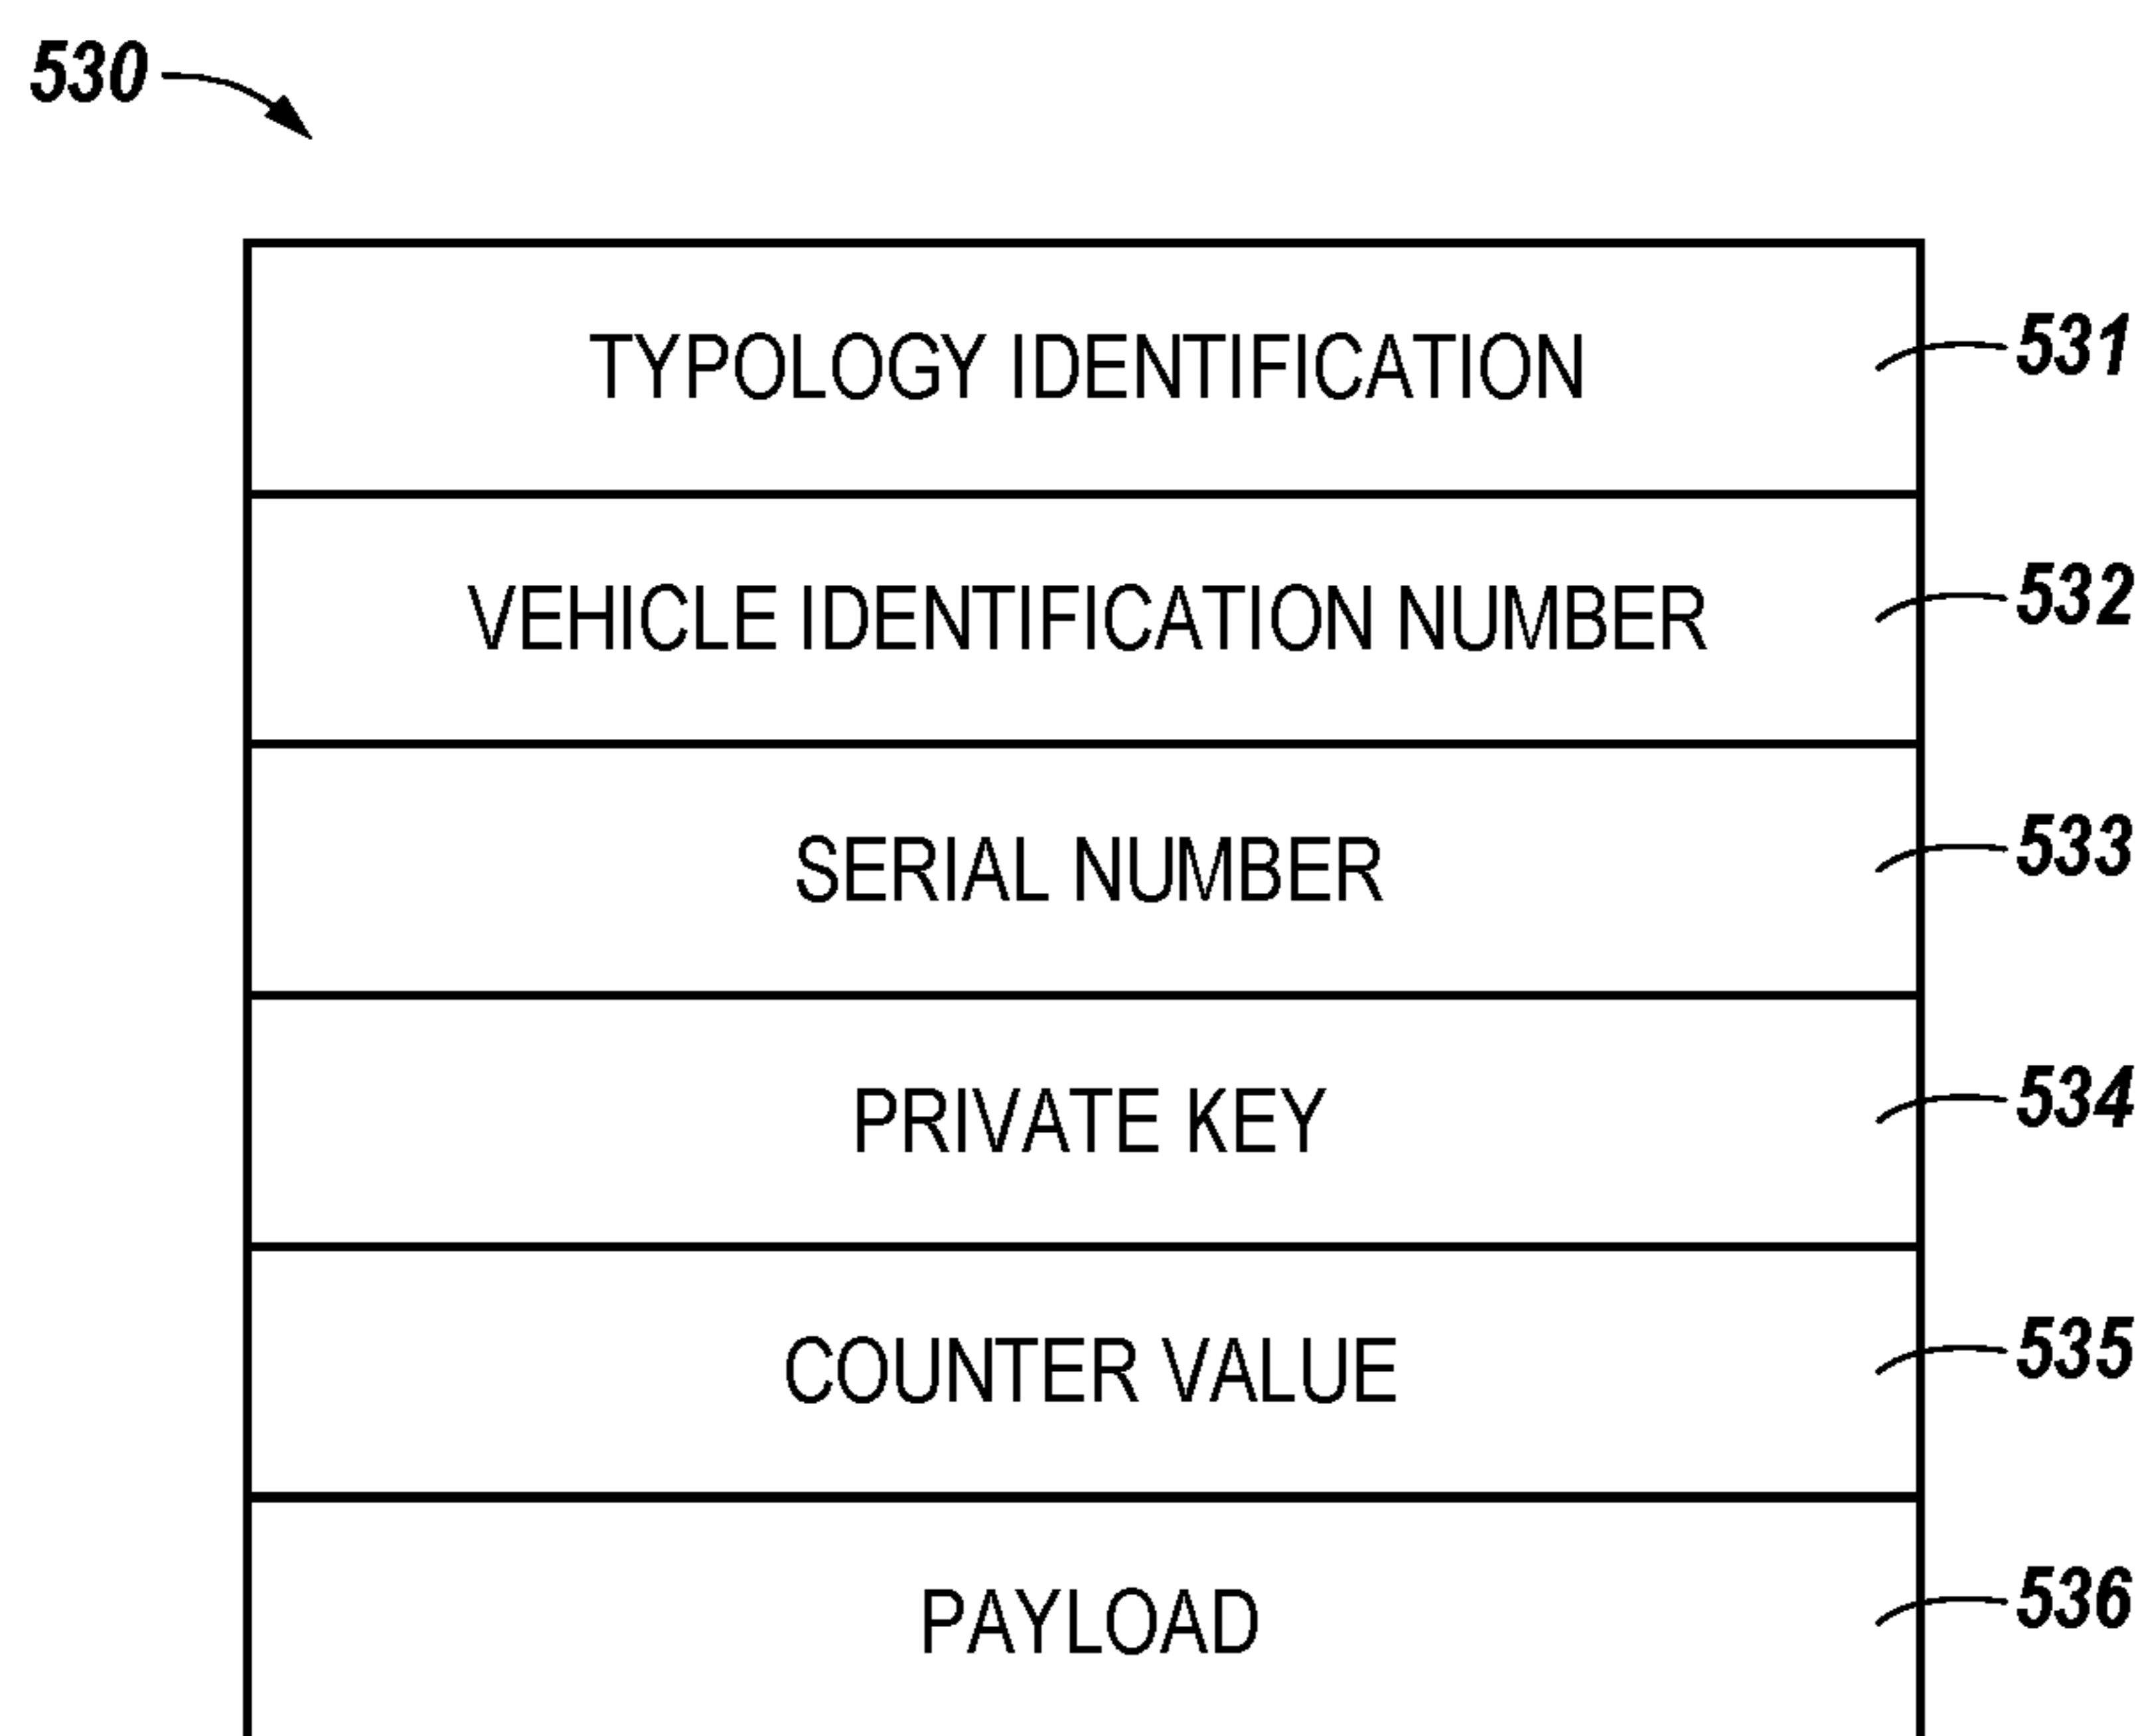 530
TYPOLOGY IDENTIFICATION 531
VEHICLE IDENTIFICATION NUMBER 532
SERIAL NUMBER 533
PRIVATE KEY 534
COUNTER VALUE 535
PAYLOAD 536